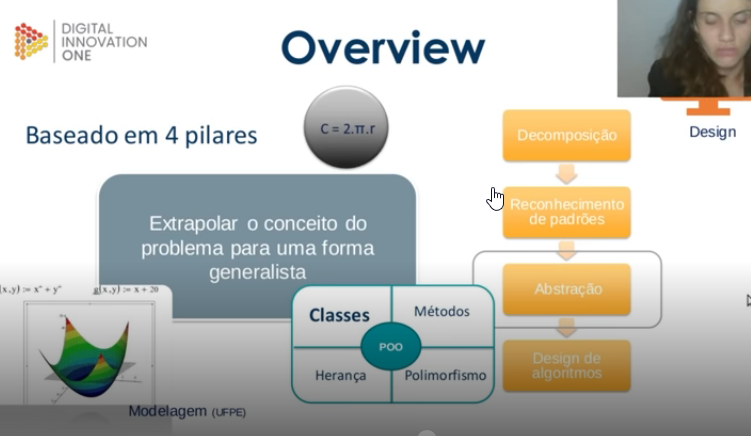 DIGITAL
INNOVATION
ONE
Overview
Baseado em 4 pilares
C = 2.π.r
Decomposição
Design
Reconhecimento
de padrões
Extrapolar o conceito do
problema para uma forma
generalista
Abstração
(x,y) := x" + y"
g(x,y) := x + 20
Classes
Métodos
POO
Herança
Polimorfismo
Design de
algoritmos
Modelagem (UFPE)